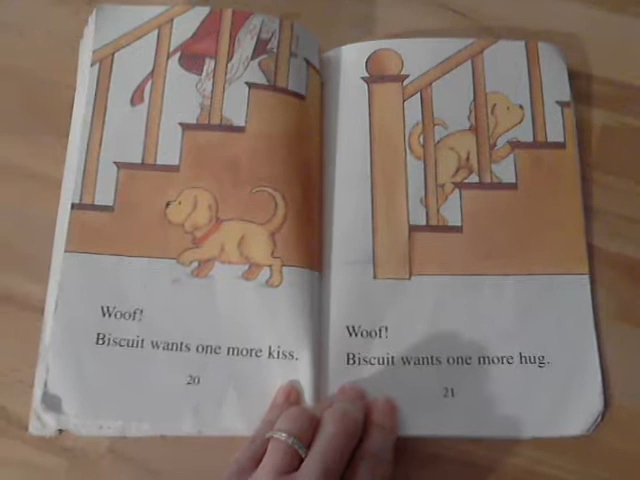 Woof!
Biscuit wants one more kiss.
20
Woof!
Biscuit wants one more hug.
21